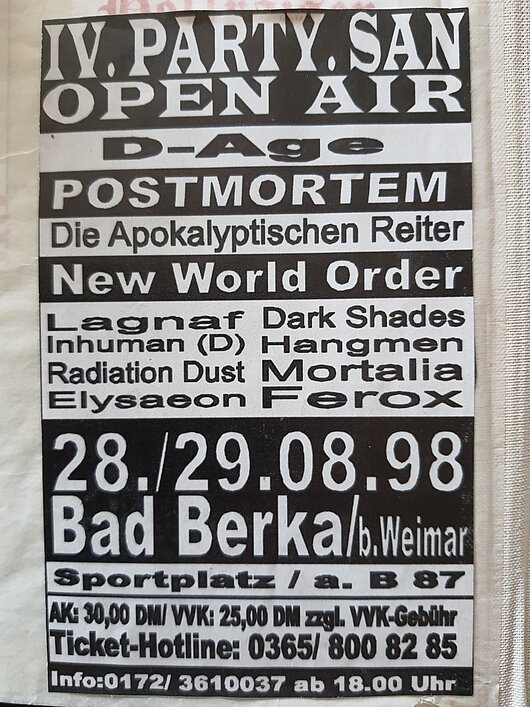 IV. PARTY. SAN
OPEN AIR
D-Age
POSTMORTEM
Die Apokalyptischen Reiter
New World Order
Lagnaf Dark Shades
Inhuman (D) Hangmen
Radiation Dust Mortalia
Elysaeon Ferox
28./29.08.98
Bad Berka/b.Weimar
Sportplatz / a. B 87
AK: 30,00 DM/ VVK: 25,00 DM zzgl. VVK-Gebühr
Ticket-Hotline: 0365/ 800 82 85
Info:0172/ 3610037 ab 18.00 Uhr